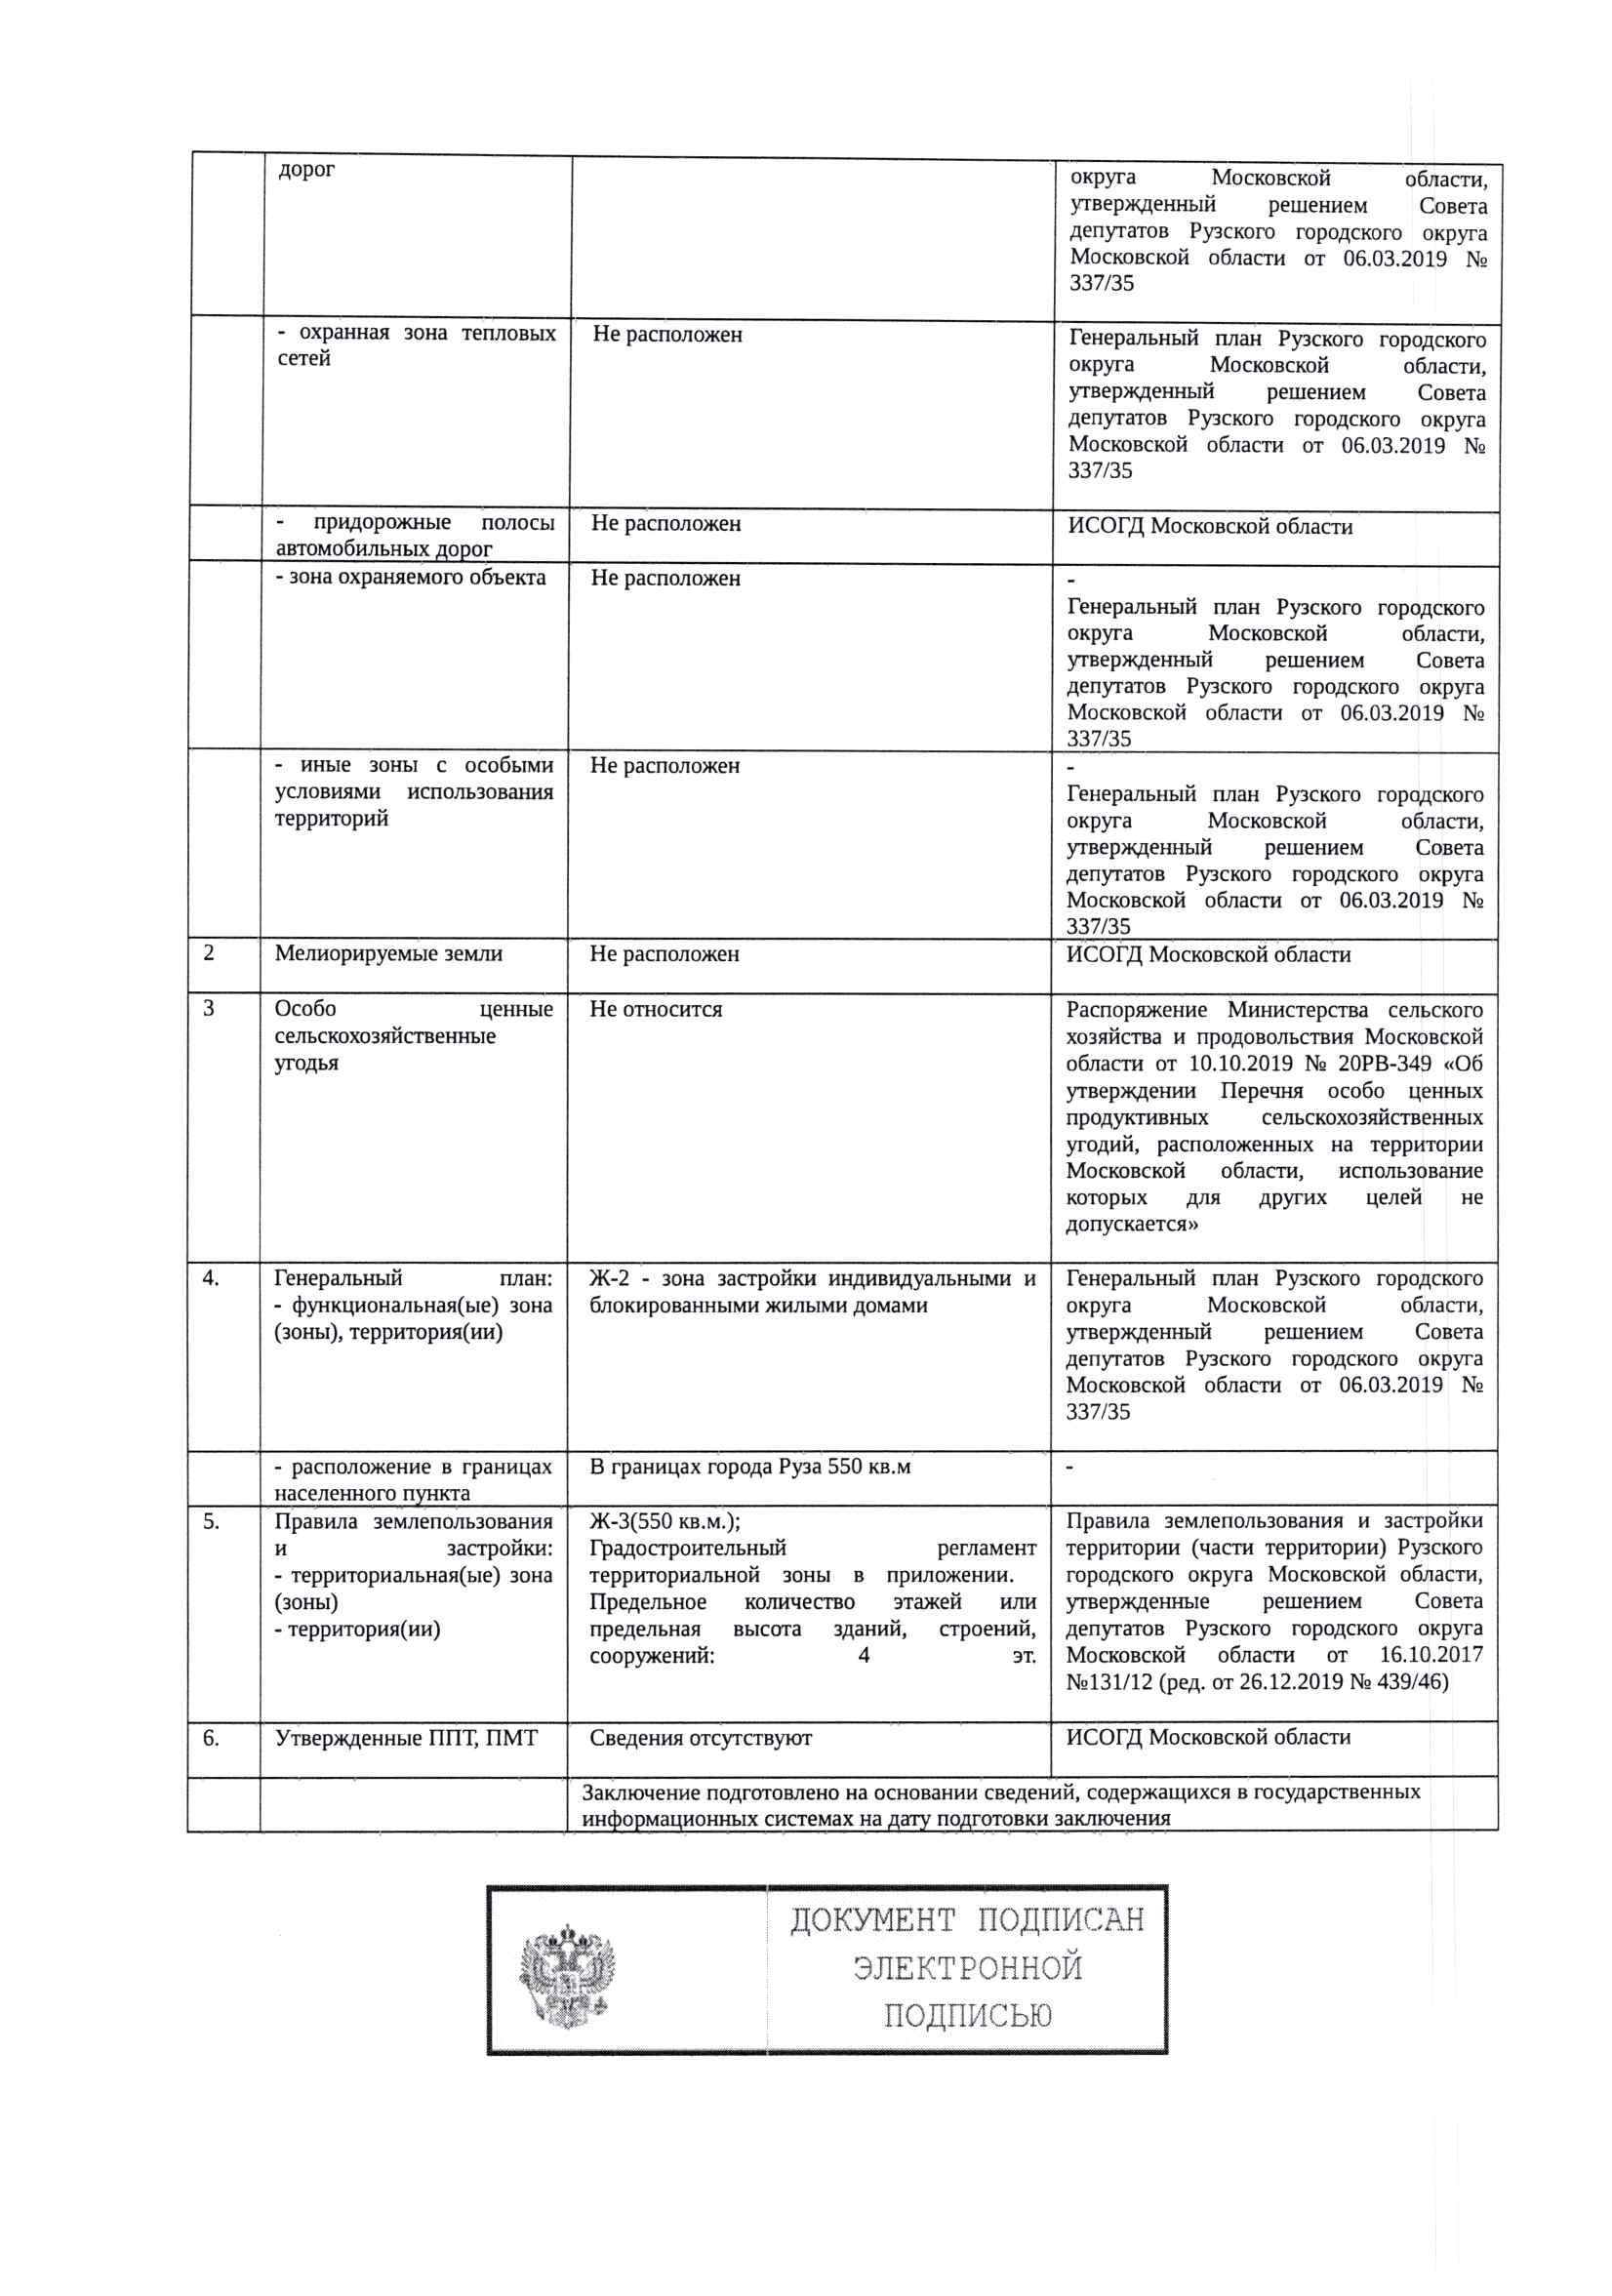 дорог
округа Московской области,
утвержденный решением Совета
депутатов Рузского городского округа
Московской области от 06.03.2019 №
337/35
- охранная зона тепловых
сетей
Не расположен
Генеральный план Рузского городского
округа Московской области,
утвержденный решением Совета
депутатов Рузского городского округа
Московской области от 06.03.2019 №
337/35
- придорожные полосы
автомобильных дорог
Не расположен
ИСОГД Московской области
- зона охраняемого объекта
Не расположен
-
Генеральный план Рузского городского
округа Московской области,
утвержденный решением Совета
депутатов Рузского городского округа
Московской области от 06.03.2019 №
337/35
- иные зоны с особыми
условиями использования
территорий
Не расположен
-
Генеральный план Рузского городского
округа Московской области,
утвержденный решением Совета
депутатов Рузского городского округа
Московской области от 06.03.2019 №
337/35
2
Мелиорируемые земли
Не расположен
ИСОГД Московской области
3
Особо ценные
сельскохозяйственные
угодья
Не относится
Распоряжение Министерства сельского
хозяйства и продовольствия Московской
области от 10.10.2019 № 20РВ-349 «Об
утверждении Перечня особо ценных
продуктивных сельскохозяйственных
угодий, расположенных на территории
Московской области, использование
которых для других целей не
допускается»
4.
Генеральный план:
- функциональная(ые) зона
(зоны), территория(ии)
Ж-2 - зона застройки индивидуальными и
блокированными жилыми домами
Генеральный план Рузского городского
округа Московской области,
утвержденный решением Совета
депутатов Рузского городского округа
Московской области от 06.03.2019 №
337/35
- расположение в границах
населенного пункта
В границах города Руза 550 кв.м
-
5.
Правила землепользования
и застройки:
- территориальная(ые) зона
(зоны)
- территория(ии)
Ж-3(550 кв.м.);
Градостроительный регламент
территориальной зоны в приложении.
Предельное количество этажей или
предельная высота зданий, строений,
сооружений: 4 эт.
Правила землепользования и застройки
территории (части территории) Рузского
городского округа Московской области,
утвержденные решением Совета
депутатов Рузского городского округа
Московской области от 16.10.2017
№131/12 (ред. от 26.12.2019 № 439/46)
6.
Утвержденные ППТ, ПМТ
Сведения отсутствуют
ИСОГД Московской области
Заключение подготовлено на основании сведений, содержащихся в государственных
информационных системах на дату подготовки заключения
ДОКУМЕНТ ПОДПИСАН
ЭЛЕКТРОННОЙ
ПОДПИСЬЮ